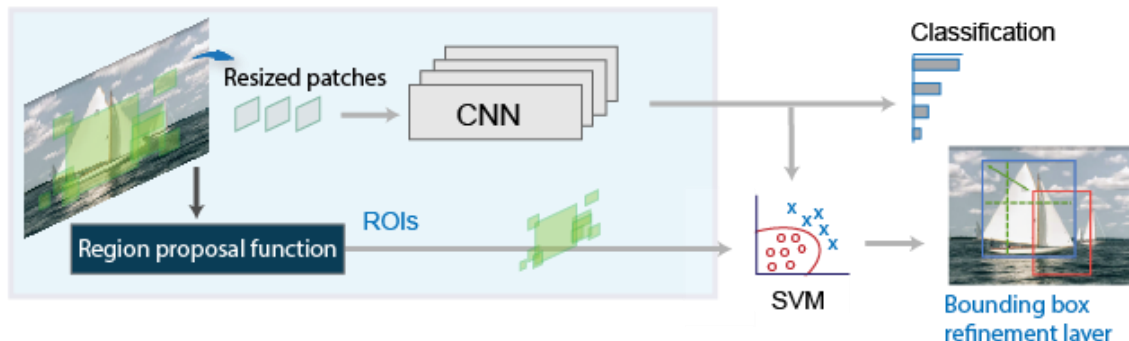 Classification
Resized patches
CNN
ROIs
Region proposal function
x x x x x
SVM
Bounding box
refinement layer